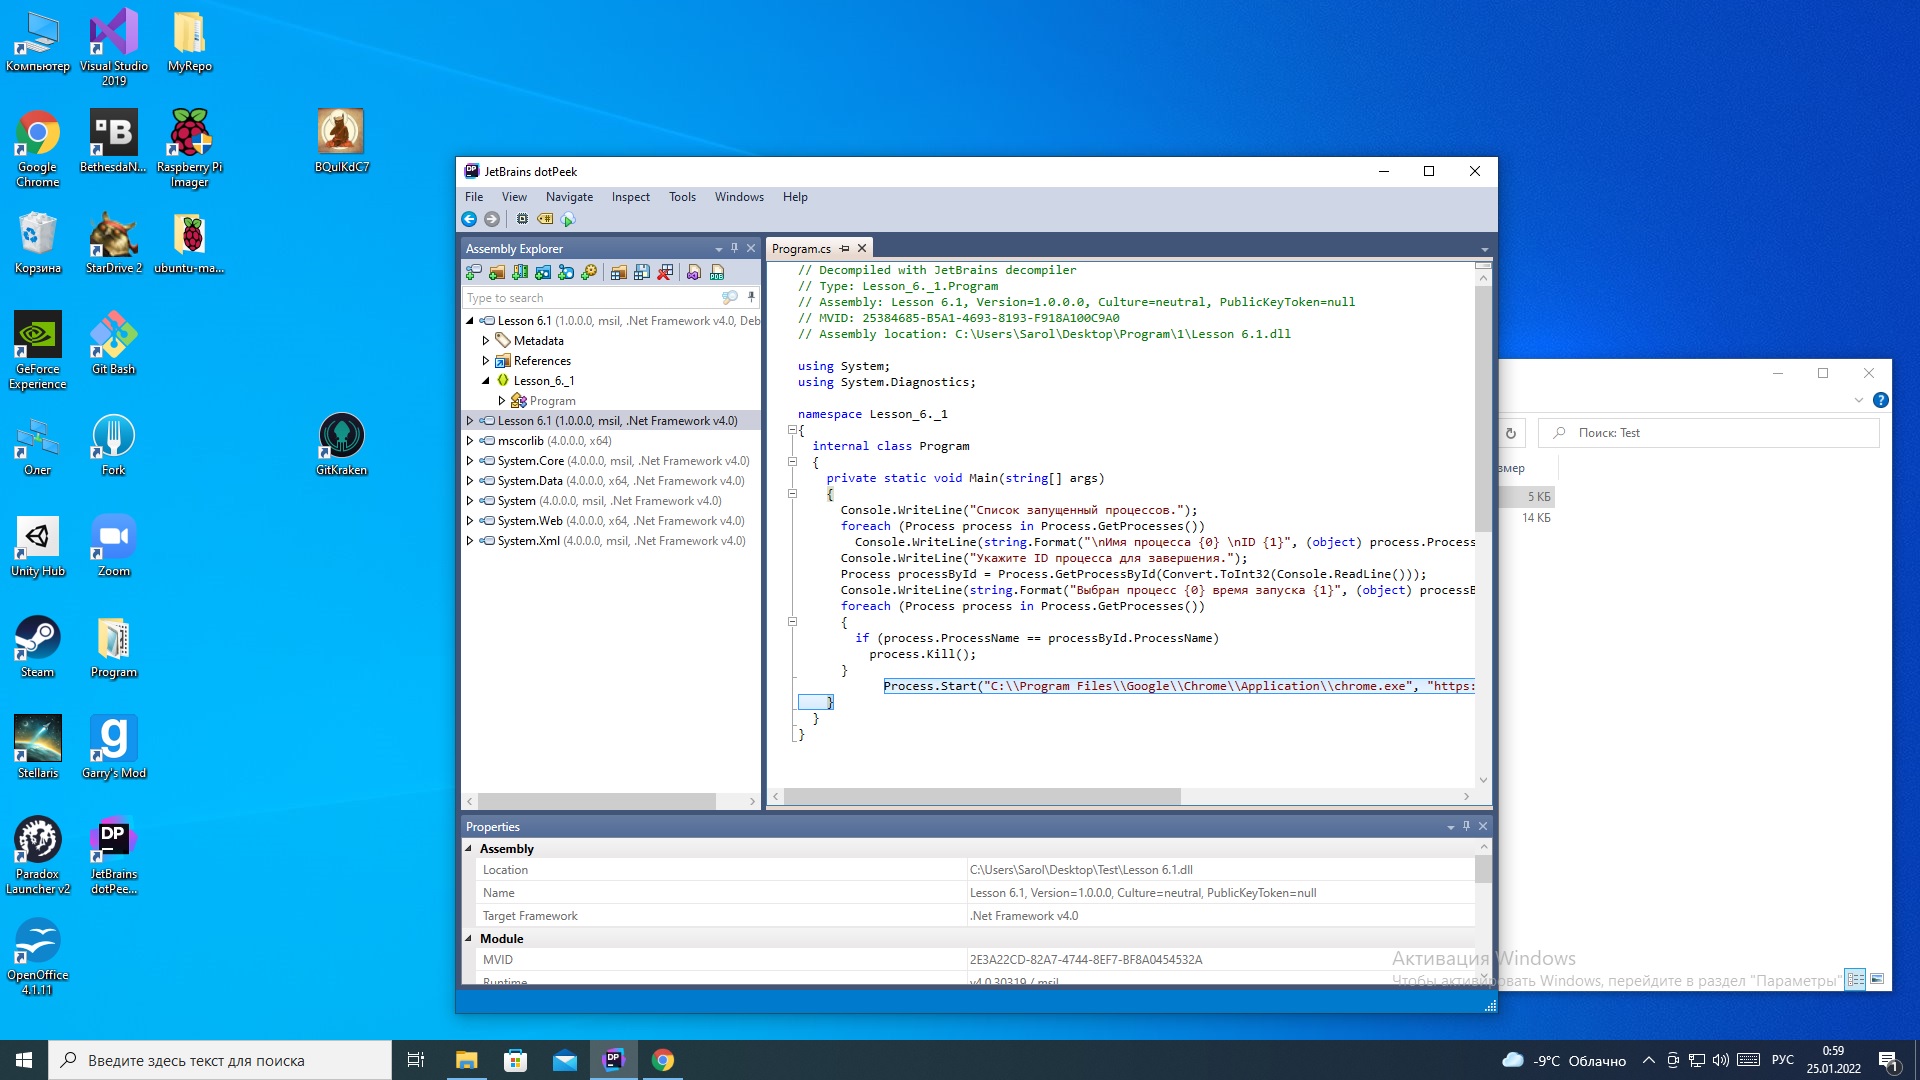 Компьютер
Visual Studio 2019
MyRepo
Google Chrome
BethesdaN...
Raspberry Pi Imager
BQuIKdC7
Корзина
StarDrive 2
ubuntu-ma...
GeForce Experience
Git Bash
Олег
Fork
GitKraken
Unity Hub
Zoom
Steam
Program
Stellaris
Garry's Mod
Paradox Launcher v2
JetBrains dotPee...
OpenOffice 4.1.11
JetBrains dotPeek
File View Navigate Inspect Tools Windows Help
Assembly Explorer
Type to search
Lesson 6.1 (1.0.0.0, msil, .Net Framework v4.0, Deb
Metadata
References
Lesson_6._1
Program
Lesson 6.1 (1.0.0.0, msil, .Net Framework v4.0)
mscorlib (4.0.0.0, x64)
System.Core (4.0.0.0, msil, .Net Framework v4.0)
System.Data (4.0.0.0, x64, .Net Framework v4.0)
System (4.0.0.0, msil, .Net Framework v4.0)
System.Web (4.0.0.0, x64, .Net Framework v4.0)
System.Xml (4.0.0.0, msil, .Net Framework v4.0)
Program.cs
// Decompiled with JetBrains decompiler
// Type: Lesson_6._1.Program
// Assembly: Lesson 6.1, Version=1.0.0.0, Culture=neutral, PublicKeyToken=null
// MVID: 25384685-B5A1-4693-8193-F918A100C9A0
// Assembly location: C:\Users\Sarol\Desktop\Program\1\Lesson 6.1.dll
using System;
using System.Diagnostics;
namespace Lesson_6._1
{
internal class Program
{
private static void Main(string[] args)
{
Console.WriteLine("Список запущенный процессов.");
foreach (Process process in Process.GetProcesses())
Console.WriteLine(string.Format("\nИмя процесса {0} \nID {1}", (object) process.Process
Console.WriteLine("Укажите ID процесса для завершения.");
Process processById = Process.GetProcessById(Convert.ToInt32(Console.ReadLine()));
Console.WriteLine(string.Format("Выбран процесс {0} время запуска {1}", (object) processB
foreach (Process process in Process.GetProcesses())
{
if (process.ProcessName == processById.ProcessName)
process.Kill();
}
Process.Start("C:\\Program Files\\Google\\Chrome\\Application\\chrome.exe", "https:
}
}
}
Properties
Assembly
Location C:\Users\Sarol\Desktop\Test\Lesson 6.1.dll
Name Lesson 6.1, Version=1.0.0.0, Culture=neutral, PublicKeyToken=null
Target Framework .Net Framework v4.0
Module
MVID 2E3A22CD-82A7-4744-8EF7-BF8A0454532A
Runtime v4.0.30319 / msil
Поиск: Test
змер
5 КБ
14 КБ
Активация Windows
Чтобы активировать Windows, перейдите в раздел "Параметры"
Введите здесь текст для поиска
-9°C Облачно
РУС
0:59
25.01.2022
1